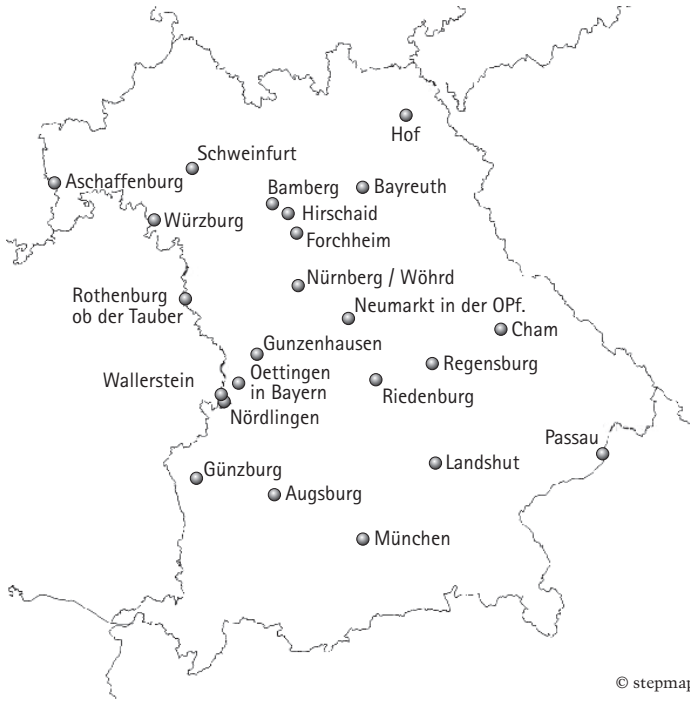 Hof
Schweinfurt
Aschaffenburg
Bayreuth
Bamberg
Hirschaid
Würzburg
Forchheim
Nürnberg / Wöhrd
Rothenburg
ob der Tauber
Neumarkt in der OPf.
Cham
Gunzenhausen
Regensburg
Oettingen
in Bayern
Wallerstein
Riedenburg
Nördlingen
Passau
Günzburg
Landshut
Augsburg
München
© stepmap